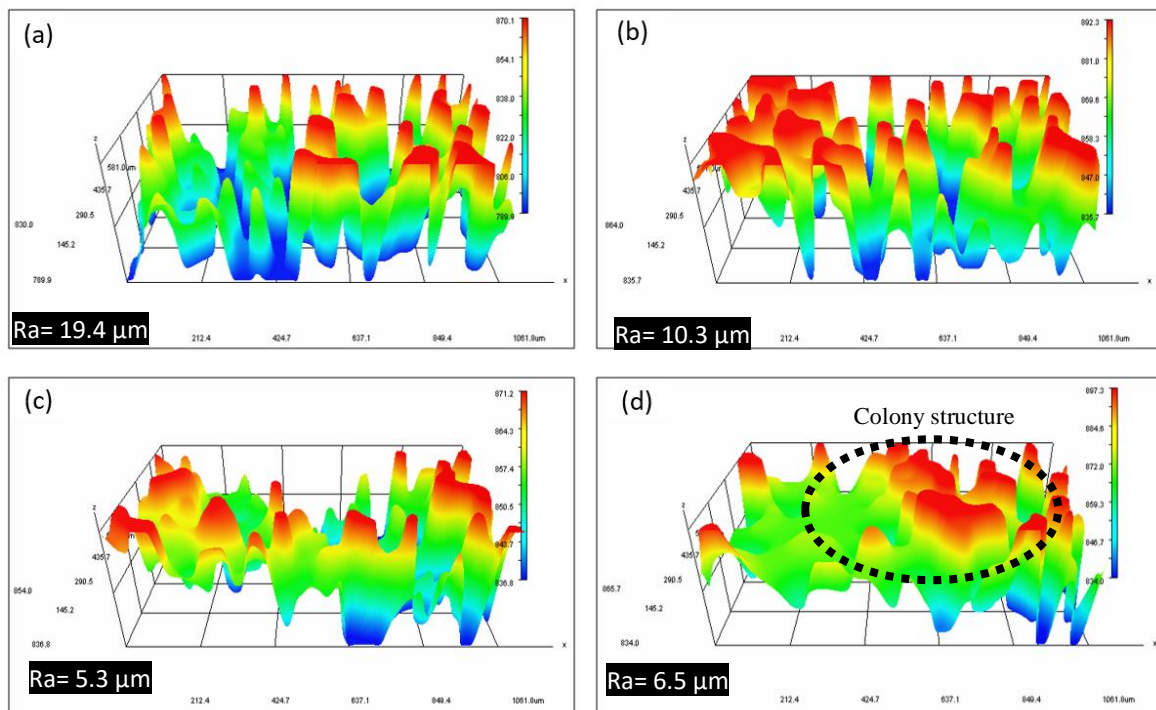 (a)
870.1
854.1
838.0
822.0
806.0
789.9
z
581.0um
435.7
290.5
145.2
830.0
789.9
x
212.4
424.7
637.1
849.4
1061.8um
Ra= 19.4 µm
(b)
892.3
881.0
869.6
858.3
847.0
835.7
z
435.7
290.5
145.2
864.0
835.7
x
212.4
424.7
637.1
849.4
1061.8um
Ra= 10.3 µm
(c)
871.2
864.3
857.4
850.5
843.7
836.8
z
435.7
290.5
145.2
854.0
836.8
x
212.4
424.7
637.1
849.4
1061.8um
Ra= 5.3 µm
(d)
Colony structure
897.3
884.6
872.0
859.3
846.7
834.0
z
435.7
290.5
145.2
865.7
834.0
x
212.4
424.7
637.1
849.4
1061.8um
Ra= 6.5 µm